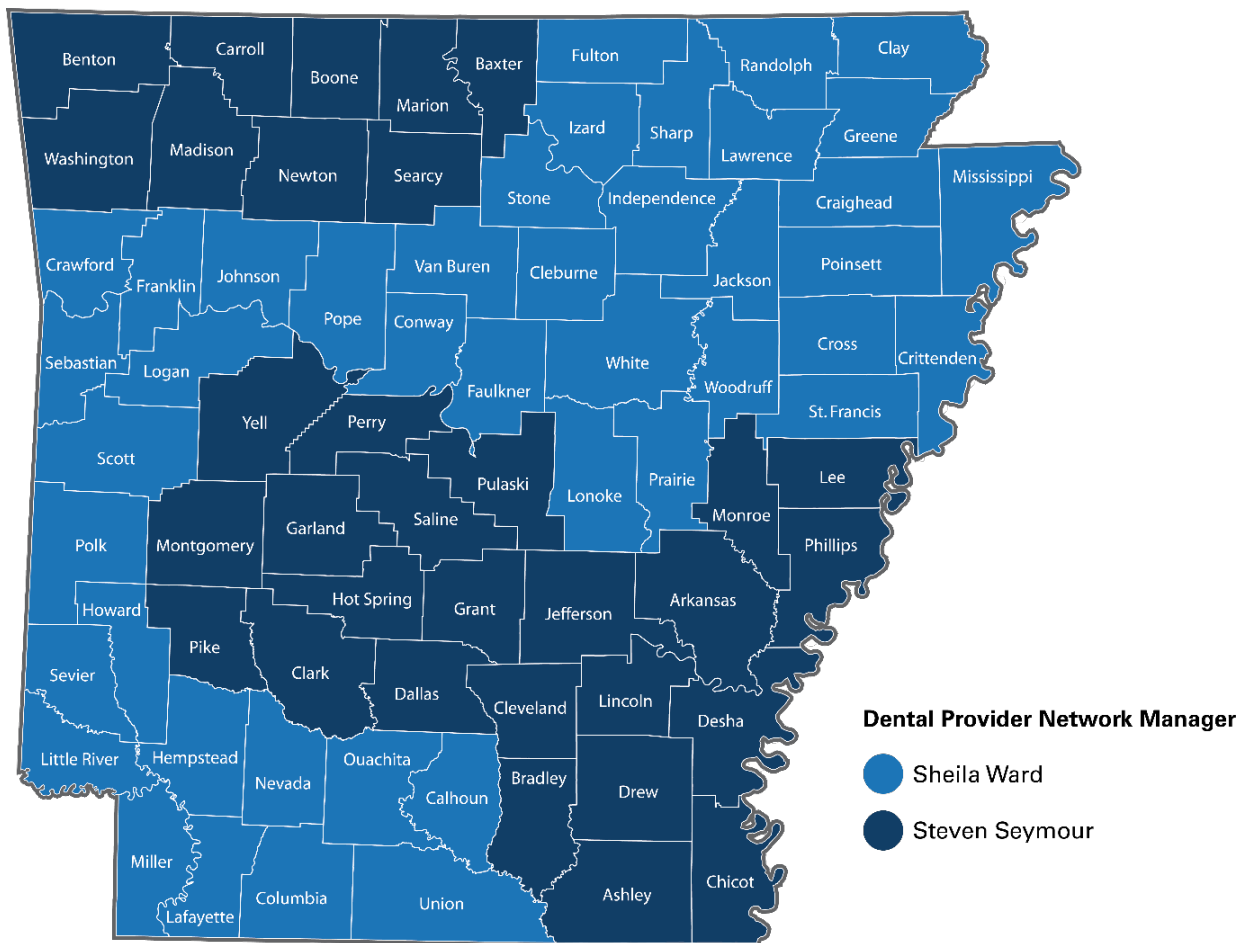 Benton
Carroll
Boone
Marion
Baxter
Fulton
Randolph
Clay
Washington
Madison
Newton
Searcy
Izard
Sharp
Lawrence
Greene
Stone
Independence
Craighead
Mississippi
Crawford
Franklin
Johnson
Van Buren
Cleburne
Jackson
Poinsett
Pope
Conway
Sebastian
Logan
Faulkner
White
Woodruff
Cross
Crittenden
Yell
Perry
St. Francis
Scott
Pulaski
Lonoke
Prairie
Lee
Garland
Saline
Monroe
Polk
Montgomery
Phillips
Howard
Hot Spring
Grant
Jefferson
Arkansas
Pike
Sevier
Clark
Dallas
Cleveland
Lincoln
Desha
Little River
Hempstead
Nevada
Ouachita
Calhoun
Bradley
Drew
Miller
Lafayette
Columbia
Union
Ashley
Chicot
Dental Provider Network Manager
Sheila Ward
Steven Seymour